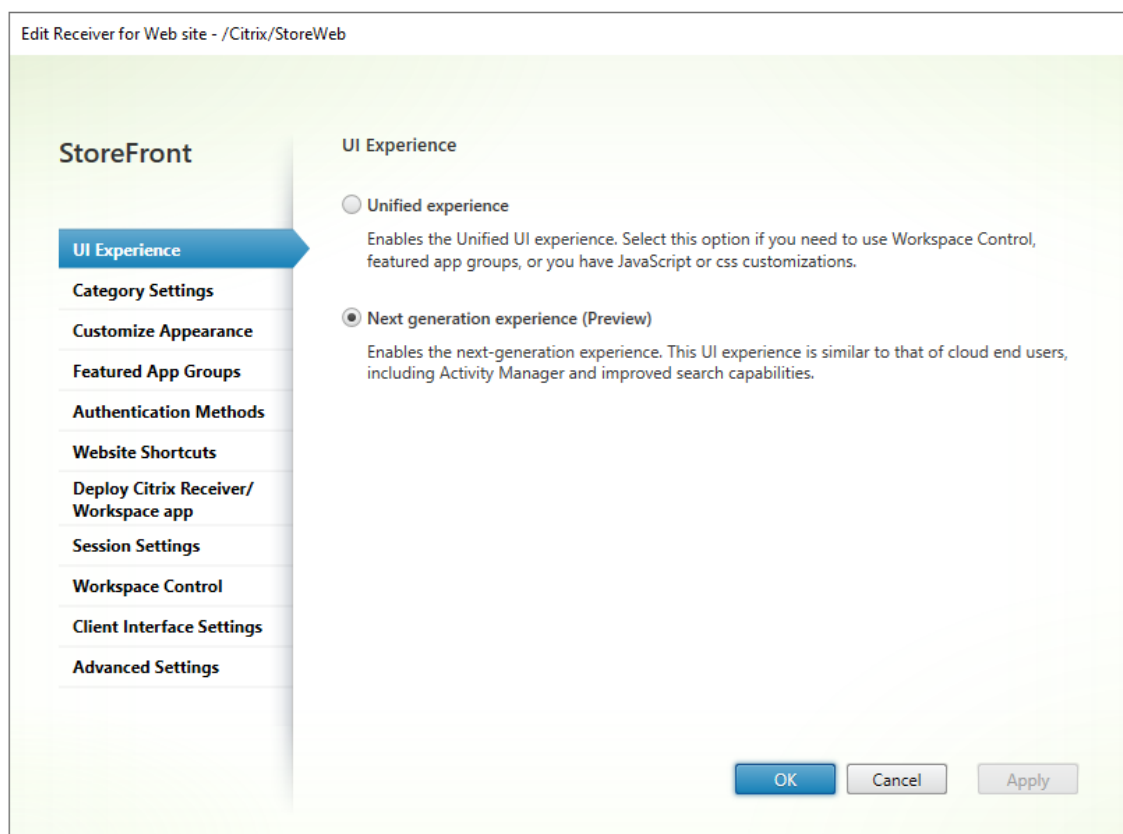 Edit Receiver for Web site - /Citrix/StoreWeb
StoreFront
UI Experience
Category Settings
Customize Appearance
Featured App Groups
Authentication Methods
Website Shortcuts
Deploy Citrix Receiver/
Workspace app
Session Settings
Workspace Control
Client Interface Settings
Advanced Settings
UI Experience
Unified experience
Enables the Unified UI experience. Select this option if you need to use Workspace Control,
featured app groups, or you have JavaScript or css customizations.
Next generation experience (Preview)
Enables the next-generation experience. This UI experience is similar to that of cloud end users,
including Activity Manager and improved search capabilities.
OK
Cancel
Apply